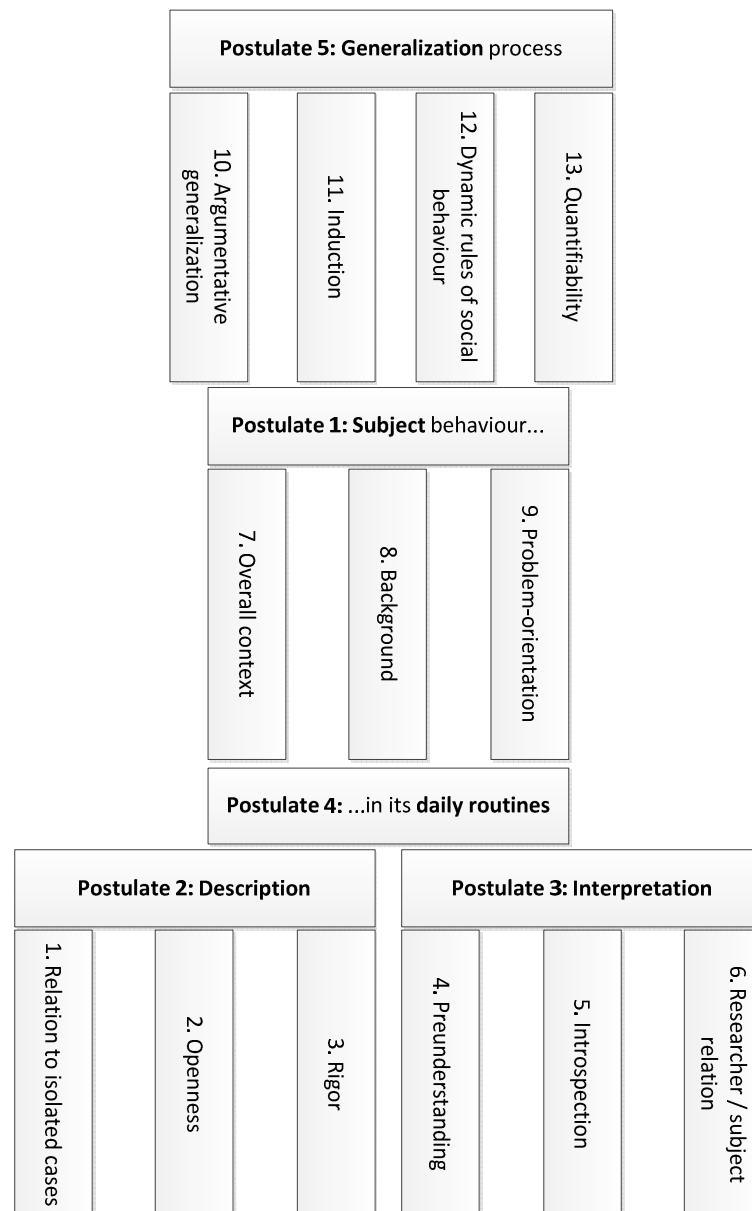 Postulate 5: Generalization process
10. Argumentative
generalization
11. Induction
12. Dynamic rules of social
behaviour
13. Quantifiability
Postulate 1: Subject behaviour...
7. Overall context
8. Background
9. Problem-orientation
Postulate 4: ...in its daily routines
Postulate 2: Description
Postulate 3: Interpretation
1. Relation to isolated cases
2. Openness
3. Rigor
4. Preunderstanding
5. Introspection
6. Researcher / subject
relation